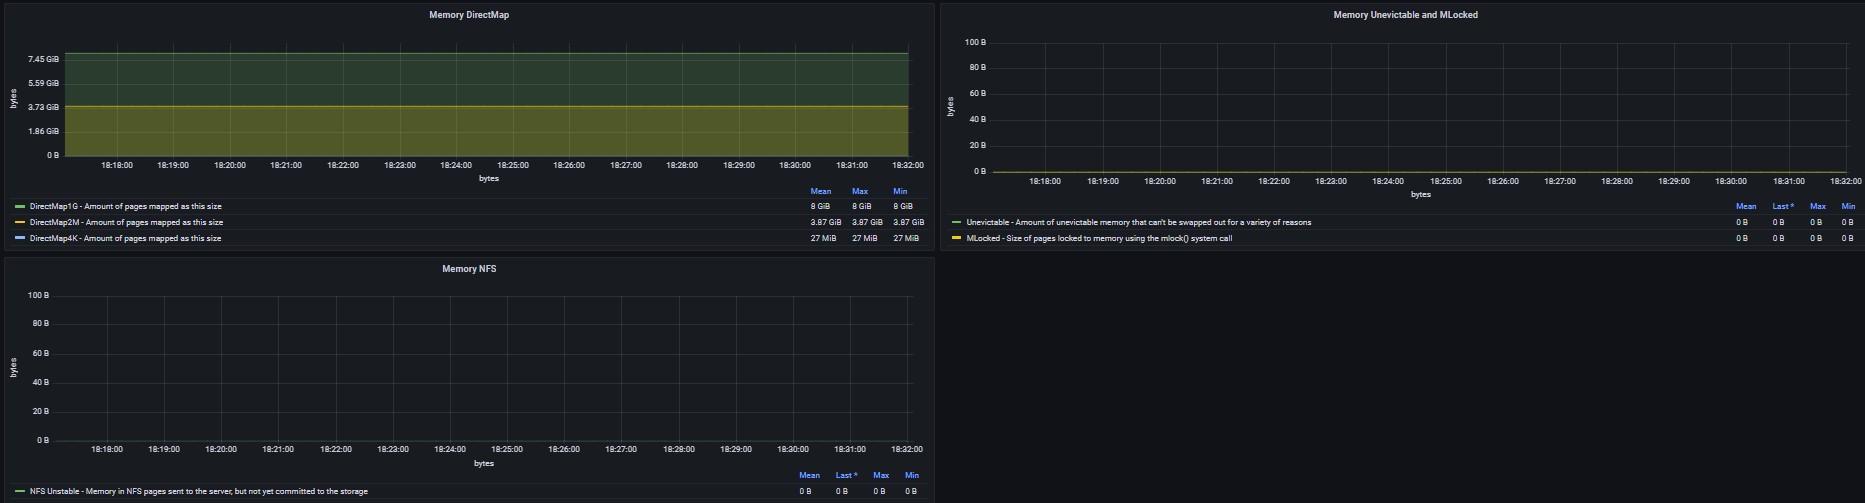 Memory DirectMap
bytes
7.45 GiB
5.59 GiB
3.73 GiB
1.86 GiB
0 B
18:18:00 18:19:00 18:20:00 18:21:00 18:22:00 18:23:00 18:24:00 18:25:00 18:26:00 18:27:00 18:28:00 18:29:00 18:30:00 18:31:00 18:32:00
bytes
Mean Max Min
DirectMap1G - Amount of pages mapped as this size 8 GiB 8 GiB 8 GiB
DirectMap2M - Amount of pages mapped as this size 3.87 GiB 3.87 GiB 3.87 GiB
DirectMap4K - Amount of pages mapped as this size 27 MiB 27 MiB 27 MiB
Memory Unevictable and MLocked
bytes
100 B
80 B
60 B
40 B
20 B
0 B
18:18:00 18:19:00 18:20:00 18:21:00 18:22:00 18:23:00 18:24:00 18:25:00 18:26:00 18:27:00 18:28:00 18:29:00 18:30:00 18:31:00 18:32:00
bytes
Mean Last * Max Min
Unevictable - Amount of unevictable memory that can't be swapped out for a variety of reasons 0 B 0 B 0 B 0 B
MLocked - Size of pages locked to memory using the mlock() system call 0 B 0 B 0 B 0 B
Memory NFS
bytes
100 B
80 B
60 B
40 B
20 B
0 B
18:18:00 18:19:00 18:20:00 18:21:00 18:22:00 18:23:00 18:24:00 18:25:00 18:26:00 18:27:00 18:28:00 18:29:00 18:30:00 18:31:00 18:32:00
bytes
Mean Last * Max Min
NFS Unstable - Memory in NFS pages sent to the server, but not yet committed to the storage 0 B 0 B 0 B 0 B